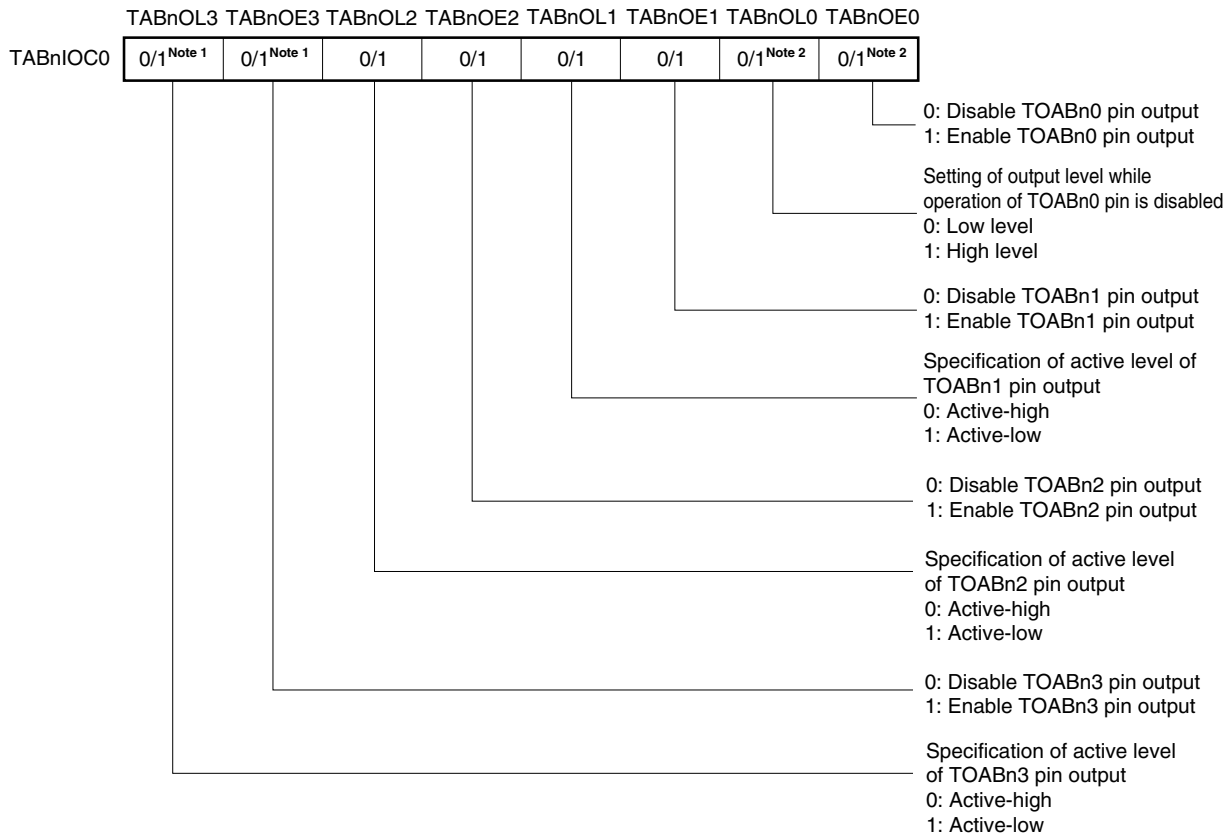 TABnOL3 TABnOE3 TABnOL2 TABnOE2 TABnOL1 TABnOE1 TABnOL0 TABnOE0
TABnIOC0 0/1Note 1 0/1Note 1 0/1 0/1 0/1 0/1 0/1Note 2 0/1Note 2
0: Disable TOABn0 pin output
1: Enable TOABn0 pin output
Setting of output level while
operation of TOABn0 pin is disabled
0: Low level
1: High level
0: Disable TOABn1 pin output
1: Enable TOABn1 pin output
Specification of active level of
TOABn1 pin output
0: Active-high
1: Active-low
0: Disable TOABn2 pin output
1: Enable TOABn2 pin output
Specification of active level
of TOABn2 pin output
0: Active-high
1: Active-low
0: Disable TOABn3 pin output
1: Enable TOABn3 pin output
Specification of active level
of TOABn3 pin output
0: Active-high
1: Active-low